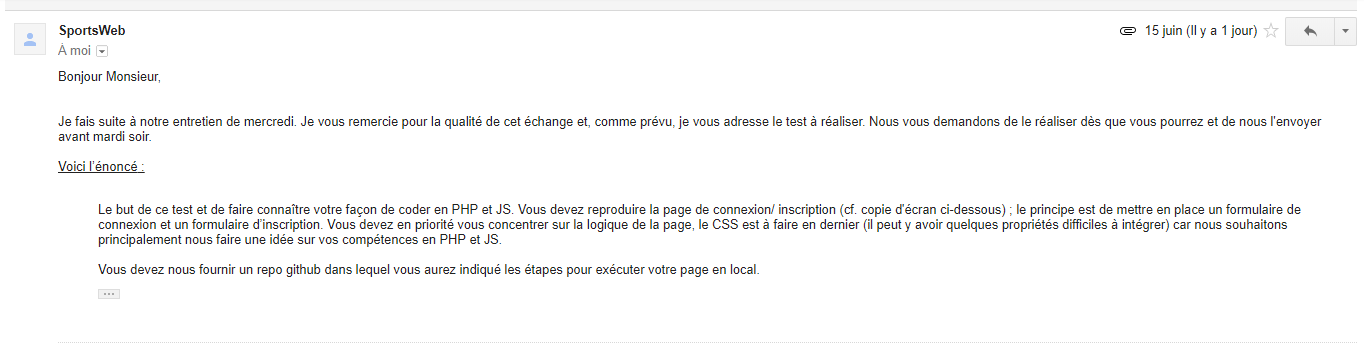 SportsWeb
15 juin (Il y a 1 jour)
À moi
Bonjour Monsieur,
Je fais suite à notre entretien de mercredi. Je vous remercie pour la qualité de cet échange et, comme prévu, je vous adresse le test à réaliser. Nous vous demandons de le réaliser dès que vous pourrez et de nous l'envoyer
avant mardi soir.
Voici l'énoncé :
Le but de ce test et de faire connaître votre façon de coder en PHP et JS. Vous devez reproduire la page de connexion/ inscription (cf. copie d'écran ci-dessous) ; le principe est de mettre en place un formulaire de
connexion et un formulaire d'inscription. Vous devez en priorité vous concentrer sur la logique de la page, le CSS est à faire en dernier (il peut y avoir quelques propriétés difficiles à intégrer) car nous souhaitons
principalement nous faire une idée sur vos compétences en PHP et JS.
Vous devez nous fournir un repo github dans lequel vous aurez indiqué les étapes pour exécuter votre page en local.